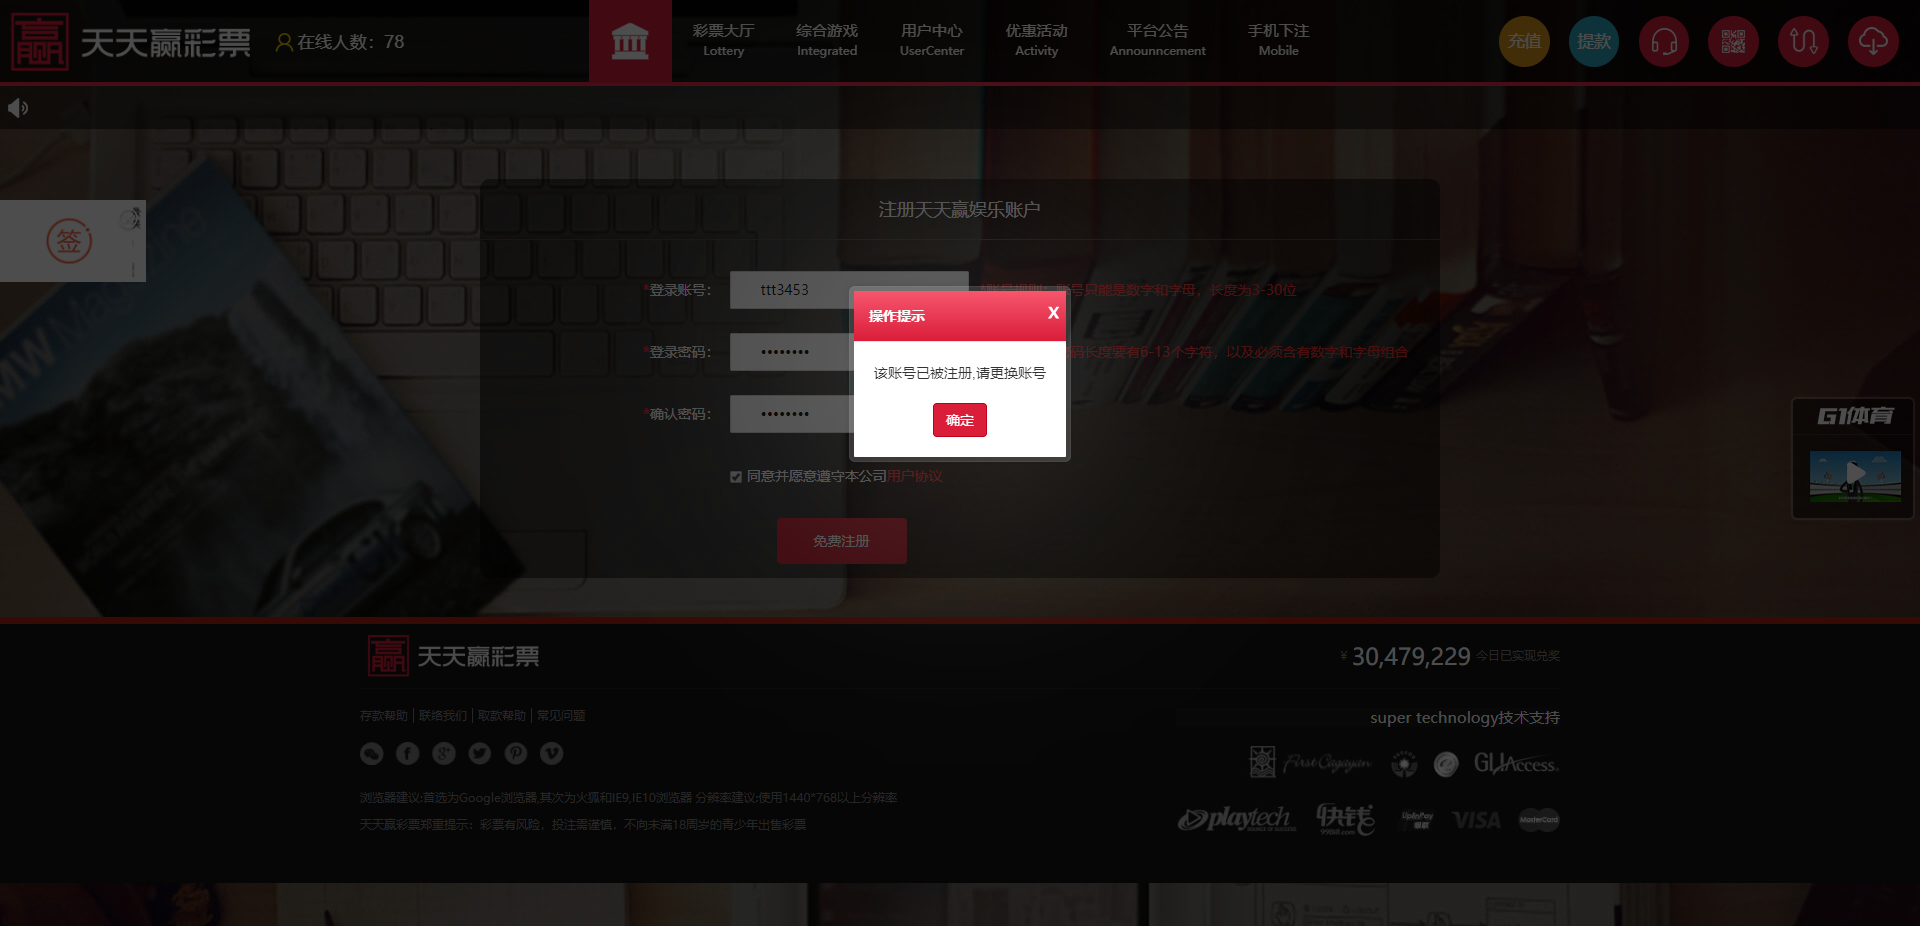 赢 天天赢彩票
在线人数：78
彩票大厅
Lottery
综合游戏
Integrated
用户中心
UserCenter
优惠活动
Activity
平台公告
Announncement
手机下注
Mobile
充值
提款
签
注册天天赢娱乐账户
*登录账号：
ttt3453
账号只能是数字和字母，长度为3-30位
*登录密码：
••••••••
码长度要有6-13个字符，以及必须含有数字和字母组合
*确认密码：
••••••••
操作提示
X
该账号已被注册,请更换账号
确定
同意并愿意遵守本公司用户协议
免费注册
G1体育
赢 天天赢彩票
¥ 30,479,229 今日已实现兑奖
存款帮助 | 联络我们 | 取款帮助 | 常见问题
super technology技术支持
First Cagayan
GLIAccess.
浏览器建议:首选为Google浏览器,其次为火狐和IE9,IE10浏览器 分辨率建议:使用1440*768以上分辨率
天天赢彩票郑重提示：彩票有风险，投注需谨慎，不向未满18周岁的青少年出售彩票
playtech
SOURCE OF SUCCESS
快钱
99Bill.com
UnionPay
银联
VISA
MasterCard